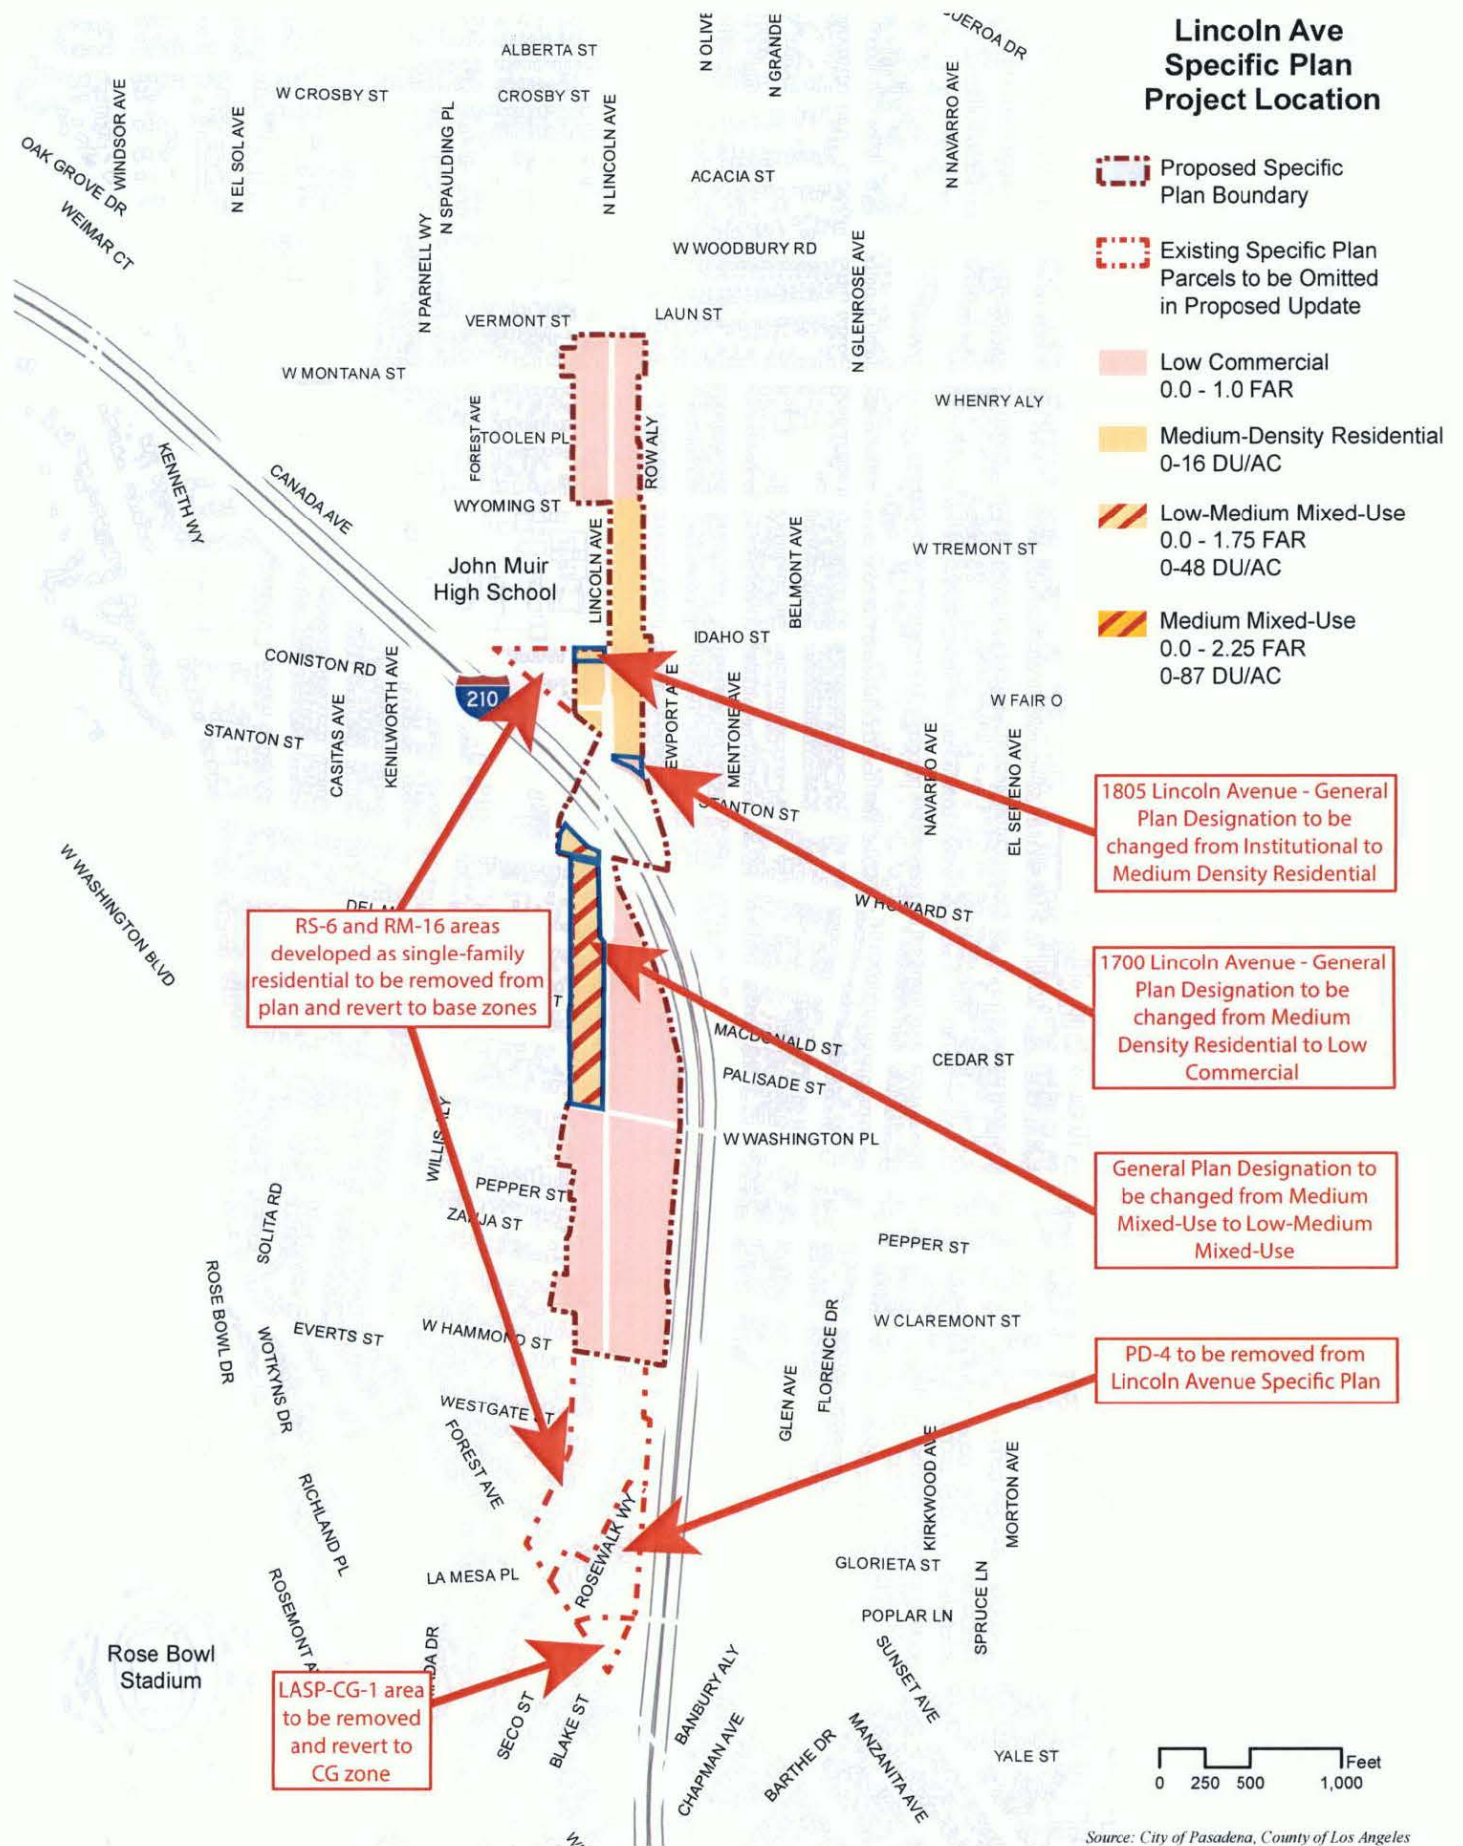 Lincoln Ave
Specific Plan
Project Location
Proposed Specific
Plan Boundary
Existing Specific Plan
Parcels to be Omitted
in Proposed Update
Low Commercial
0.0 - 1.0 FAR
Medium-Density Residential
0-16 DU/AC
Low-Medium Mixed-Use
0.0 - 1.75 FAR
0-48 DU/AC
Medium Mixed-Use
0.0 - 2.25 FAR
0-87 DU/AC
ALBERTA ST
N OLIVE
N GRANDE
WINDSOR AVE
N EL SOL AVE
W CROSBY ST
N SPAULDING PL
CROSBY ST
N LINCOLN AVE
N NAVARRO AVE
OAK GROVE DR
WEIMAR CT
ACACIA ST
N PARNELL WY
W WOODBURY RD
N GLENROSE AVE
VERMONT ST
LAUN ST
W MONTANA ST
W HENRY ALY
FOREST AVE
TOOLEN PL
ROW ALY
KENNETH WY
CANADA AVE
WYOMING ST
LINCOLN AVE
BELMONT AVE
W TREMONT ST
John Muir
High School
IDAHO ST
CONISTON RD
KENILWORTH AVE
210
EWPORT AVE
MENTONE AVE
W FAIR O
CASITAS AVE
STANTON ST
NAVARRO AVE
EL SERENO AVE
STANTON ST
1805 Lincoln Avenue - General
Plan Designation to be
changed from Institutional to
Medium Density Residential
W WASHINGTON BLVD
W HOWARD ST
RS-6 and RM-16 areas
developed as single-family
residential to be removed from
plan and revert to base zones
1700 Lincoln Avenue - General
Plan Designation to be
changed from Medium
Density Residential to Low
Commercial
MACDONALD ST
CEDAR ST
PALISADE ST
W WASHINGTON PL
WILLIS ALY
PEPPER ST
ZANJA ST
SOLITA RD
General Plan Designation to
be changed from Medium
Mixed-Use to Low-Medium
Mixed-Use
PEPPER ST
ROSE BOWL DR
WOTKYNS DR
EVERTS ST
W HAMMOND ST
FLORENCE DR
W CLAREMONT ST
GLEN AVE
PD-4 to be removed from
Lincoln Avenue Specific Plan
WESTGATE ST
FOREST AVE
KIRKWOOD AVE
MORTON AVE
RICHLAND PL
ROSEWALK WY
LA MESA PL
GLORIETA ST
SPRUCE LN
ROSEMONT A
POPLAR LN
Rose Bowl
Stadium
SUNSET AVE
LASP-CG-1 area
to be removed
and revert to
CG zone
SECO ST
BLAKE ST
BANBURY ALY
CHAPMAN AVE
BARTHE DR
MANZANITA AVE
YALE ST
Feet
0 250 500 1,000
Source: City of Pasadena, County of Los Angeles